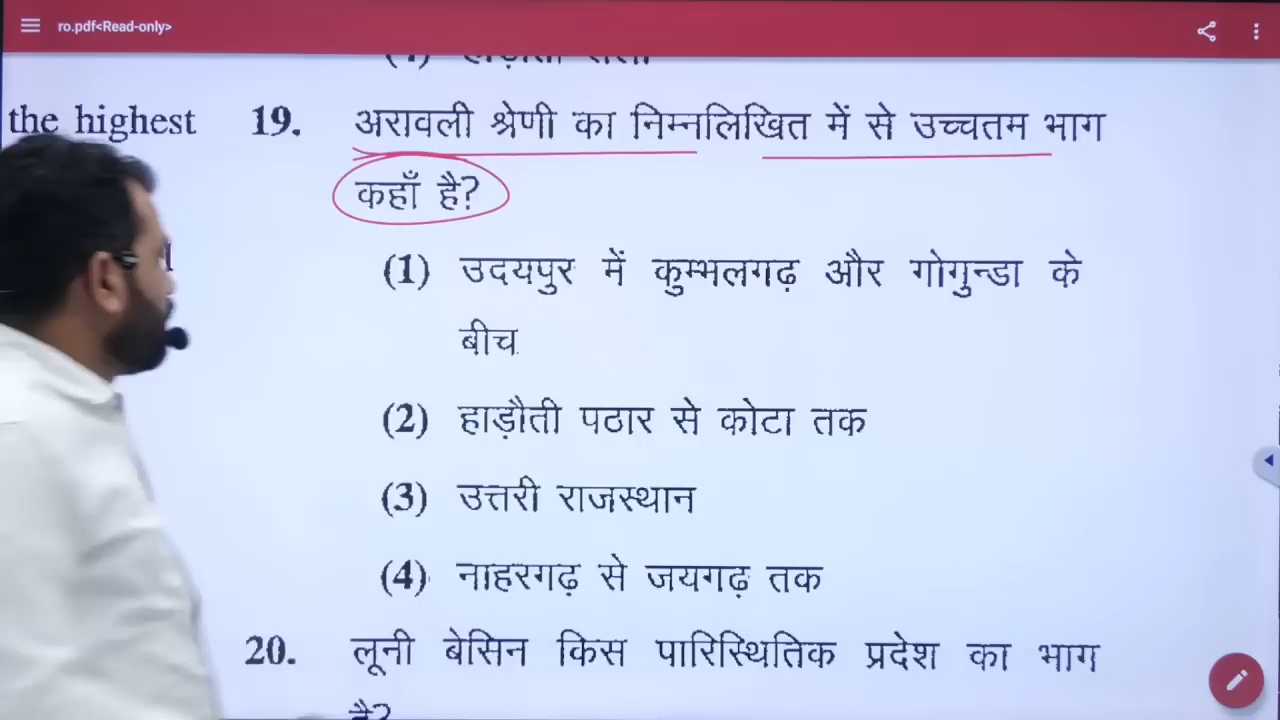 ro.pdf<Read-only>
the highest
19. अरावली श्रेणी का निम्नलिखित में से उच्चतम भाग
कहाँ है?
(1) उदयपुर में कुम्भलगढ़ और गोगुन्डा के
बीच
(2) हाड़ौती पठार से कोटा तक
(3) उत्तरी राजस्थान
(4) नाहरगढ़ से जयगढ़ तक
20. लूनी बेसिन किस पारिस्थितिक प्रदेश का भाग
है?